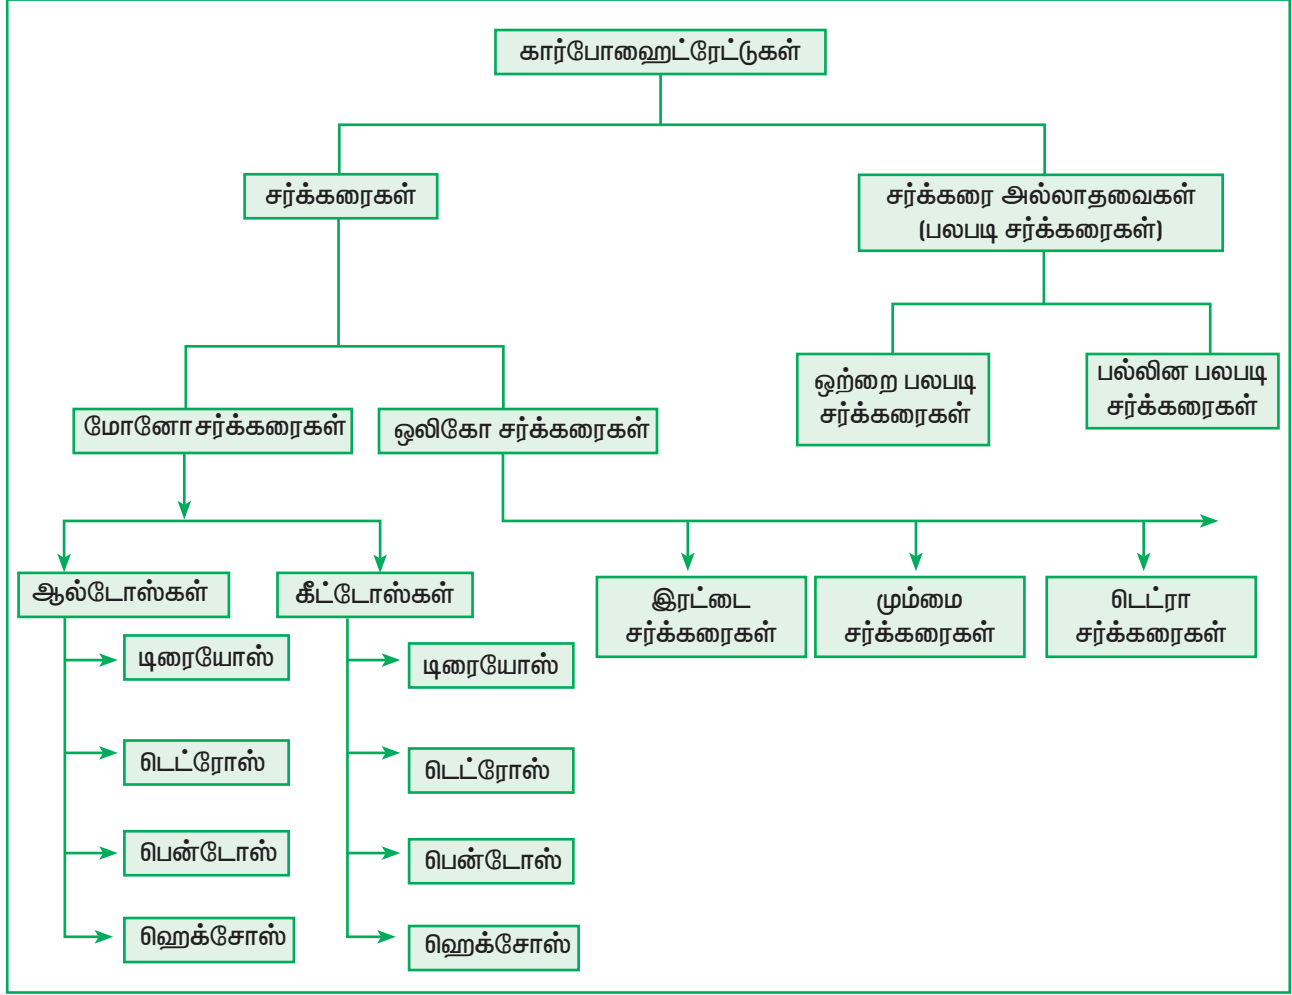 கார்போஹைட்ரேட்டுகள்
சர்க்கரைகள்
சர்க்கரை அல்லாதவைகள்
(பலபடி சர்க்கரைகள்)
ஒற்றை பலபடி
சர்க்கரைகள்
பல்லின பலபடி
சர்க்கரைகள்
மோனோசர்க்கரைகள்
ஒலிகோ சர்க்கரைகள்
ஆல்டோஸ்கள்
கீட்டோஸ்கள்
இரட்டை
சர்க்கரைகள்
மும்மை
சர்க்கரைகள்
டெட்ரா
சர்க்கரைகள்
டிரையோஸ்
டெட்ரோஸ்
பென்டோஸ்
ஹெக்சோஸ்
டிரையோஸ்
டெட்ரோஸ்
பென்டோஸ்
ஹெக்சோஸ்